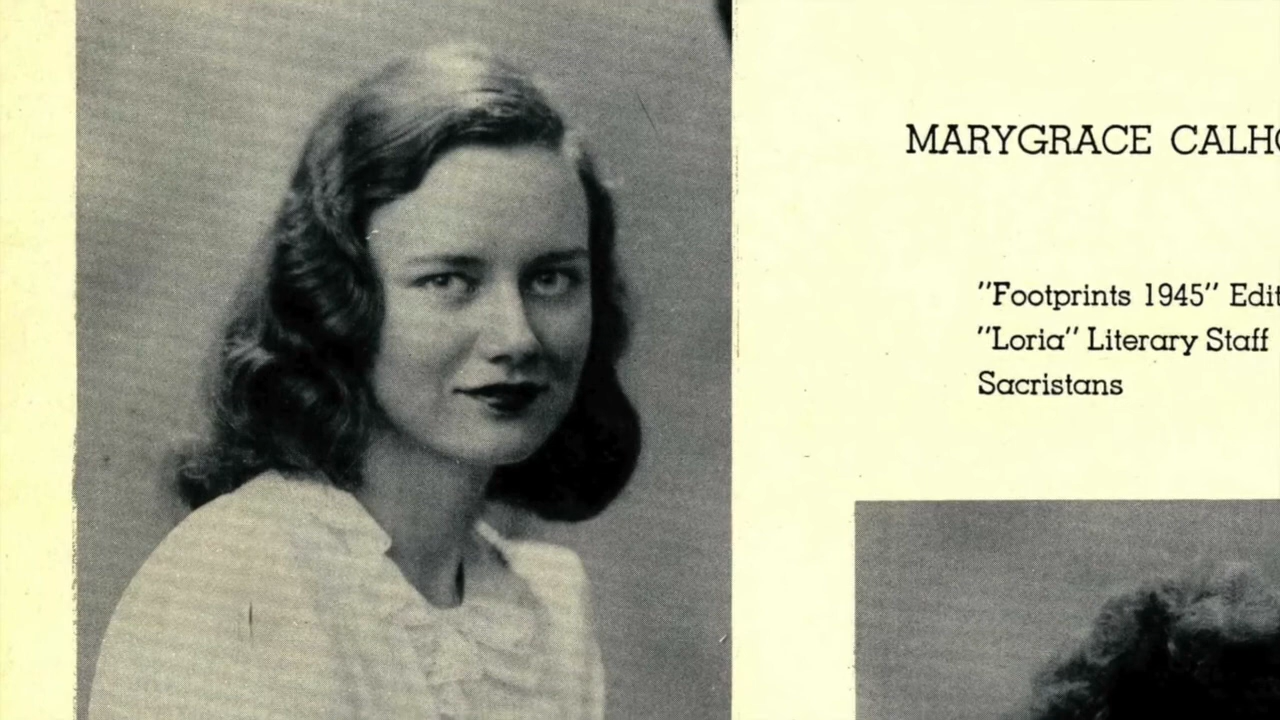 MARYGRACE CALHO
"Footprints 1945" Edit
"Loria" Literary Staff
Sacristans